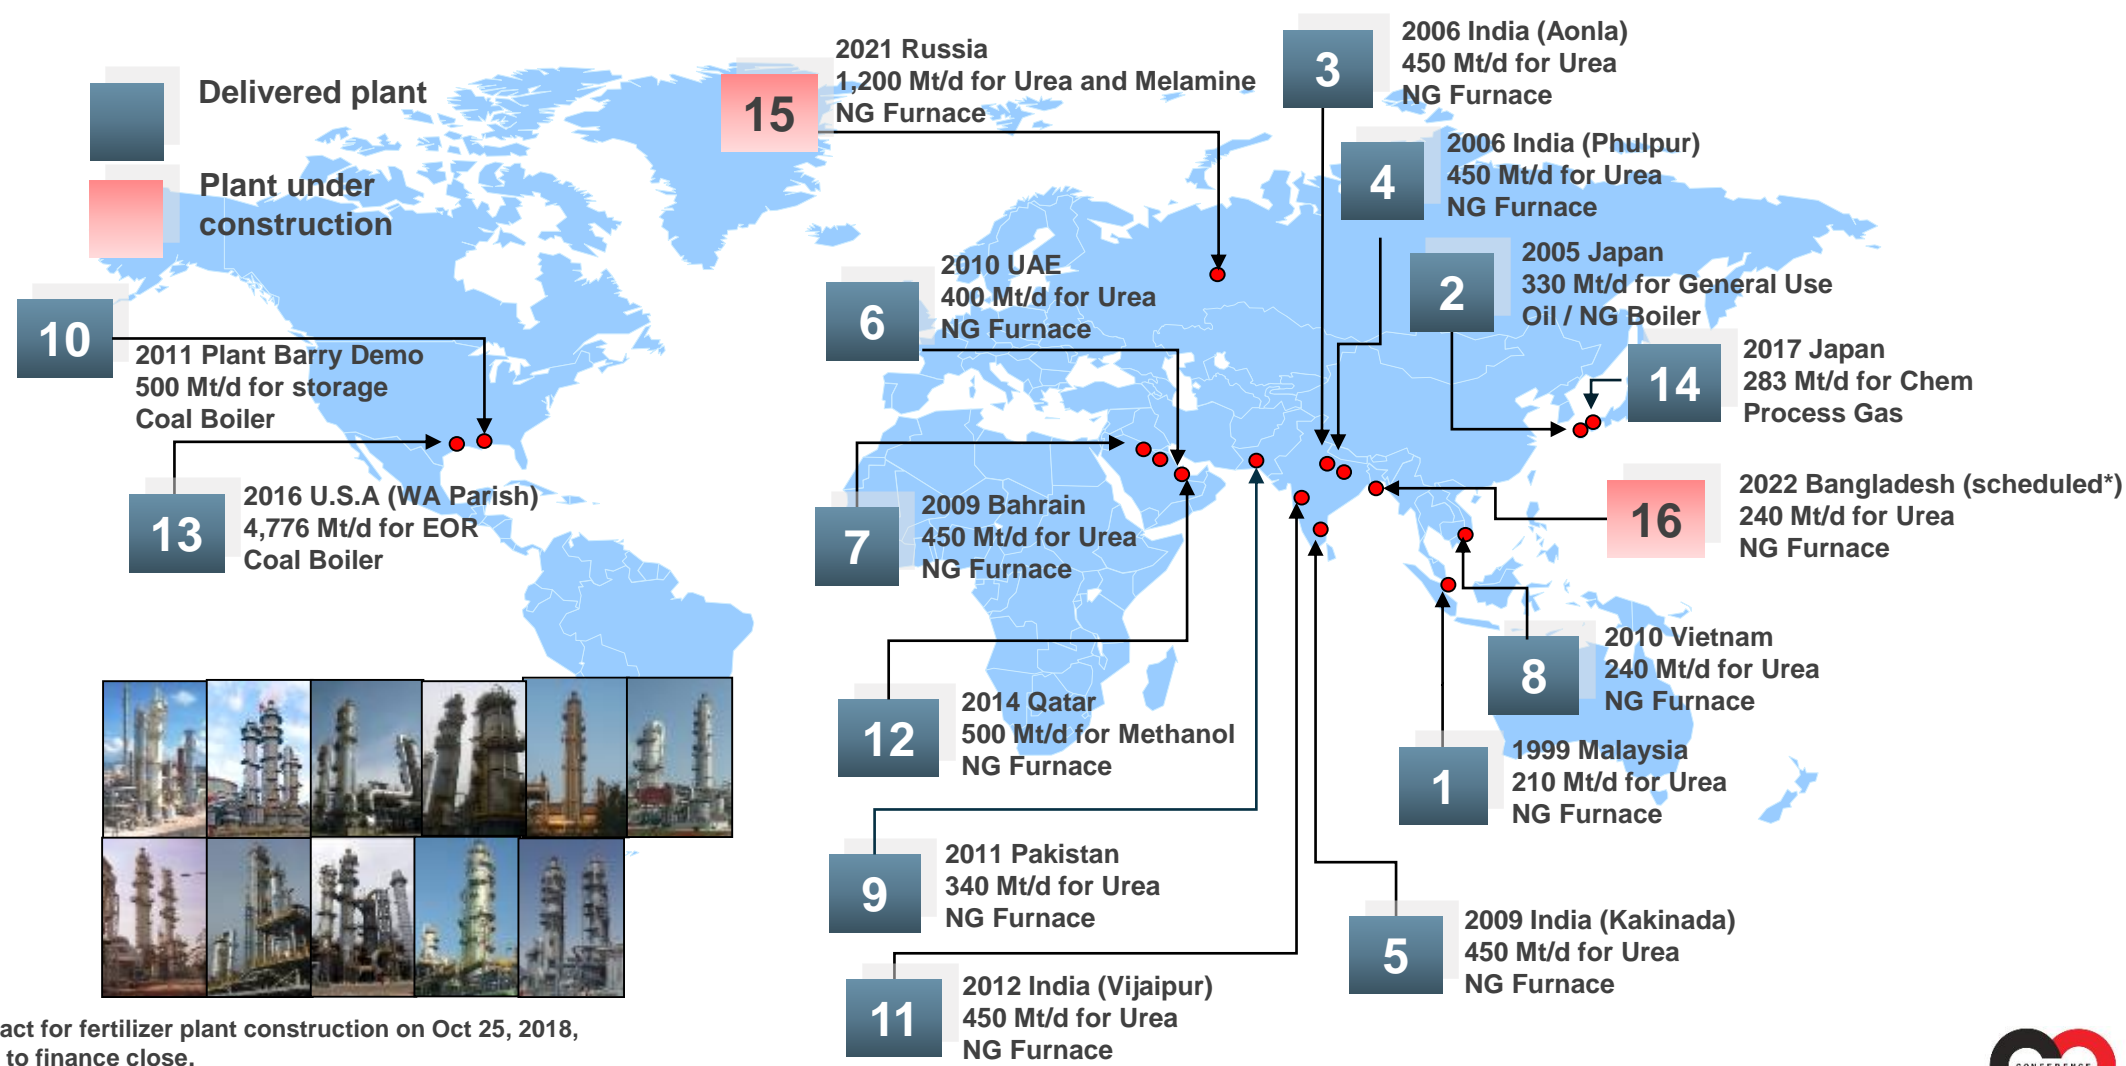 Delivered plant
Plant under
construction
15
2021 Russia
1,200 Mt/d for Urea and Melamine
NG Furnace
3
2006 India (Aonla)
450 Mt/d for Urea
NG Furnace
4
2006 India (Phulpur)
450 Mt/d for Urea
NG Furnace
2
2005 Japan
330 Mt/d for General Use
Oil / NG Boiler
6
2010 UAE
400 Mt/d for Urea
NG Furnace
10
2011 Plant Barry Demo
500 Mt/d for storage
Coal Boiler
14
2017 Japan
283 Mt/d for Chem
Process Gas
13
2016 U.S.A (WA Parish)
4,776 Mt/d for EOR
Coal Boiler
7
2009 Bahrain
450 Mt/d for Urea
NG Furnace
16
2022 Bangladesh (scheduled*)
240 Mt/d for Urea
NG Furnace
8
2010 Vietnam
240 Mt/d for Urea
NG Furnace
12
2014 Qatar
500 Mt/d for Methanol
NG Furnace
1
1999 Malaysia
210 Mt/d for Urea
NG Furnace
9
2011 Pakistan
340 Mt/d for Urea
NG Furnace
5
2009 India (Kakinada)
450 Mt/d for Urea
NG Furnace
11
2012 India (Vijaipur)
450 Mt/d for Urea
NG Furnace
act for fertilizer plant construction on Oct 25, 2018,
to finance close.
CONFERENCE